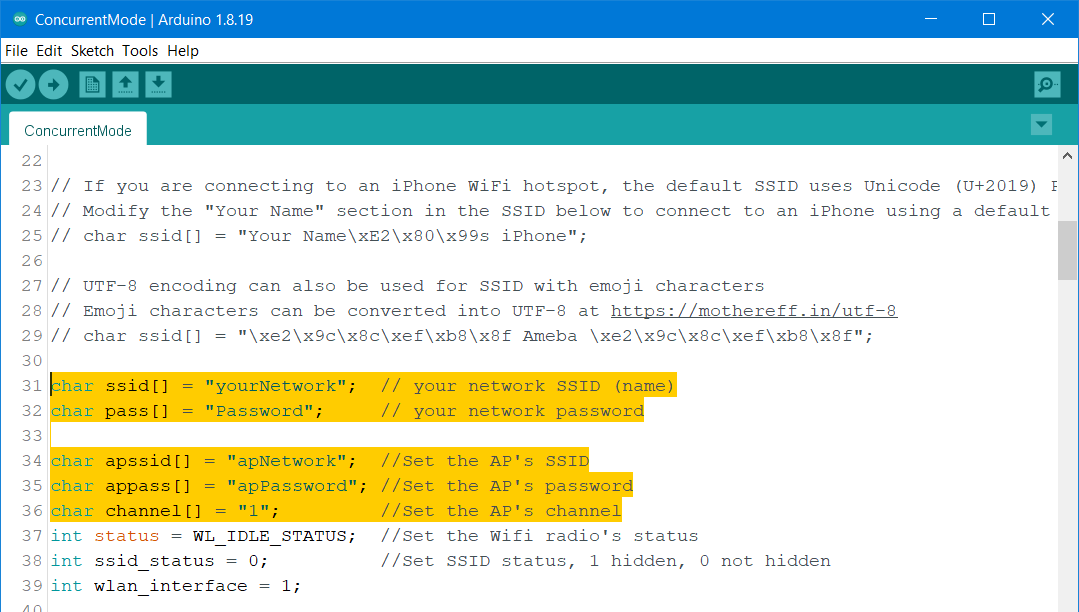 ConcurrentMode | Arduino 1.8.19
File Edit Sketch Tools Help
ConcurrentMode
22
23 // If you are connecting to an iPhone WiFi hotspot, the default SSID uses Unicode (U+2019)
24 // Modify the "Your Name" section in the SSID below to connect to an iPhone using a default
25 // char ssid[] = "Your Name\xE2\x80\x99s iPhone";
26
27 // UTF-8 encoding can also be used for SSID with emoji characters
28 // Emoji characters can be converted into UTF-8 at https://mothereff.in/utf-8
29 // char ssid[] = "\xe2\x9c\x8c\xef\xb8\x8f Ameba \xe2\x9c\x8c\xef\xb8\x8f";
30
31 char ssid[] = "yourNetwork";  // your network SSID (name)
32 char pass[] = "Password";     // your network password
33
34 char apssid[] = "apNetwork";  //Set the AP's SSID
35 char appass[] = "apPassword"; //Set the AP's password
36 char channel[] = "1";         //Set the AP's channel
37 int status = WL_IDLE_STATUS;  //Set the Wifi radio's status
38 int ssid_status = 0;          //Set SSID status, 1 hidden, 0 not hidden
39 int wlan_interface = 1;
40